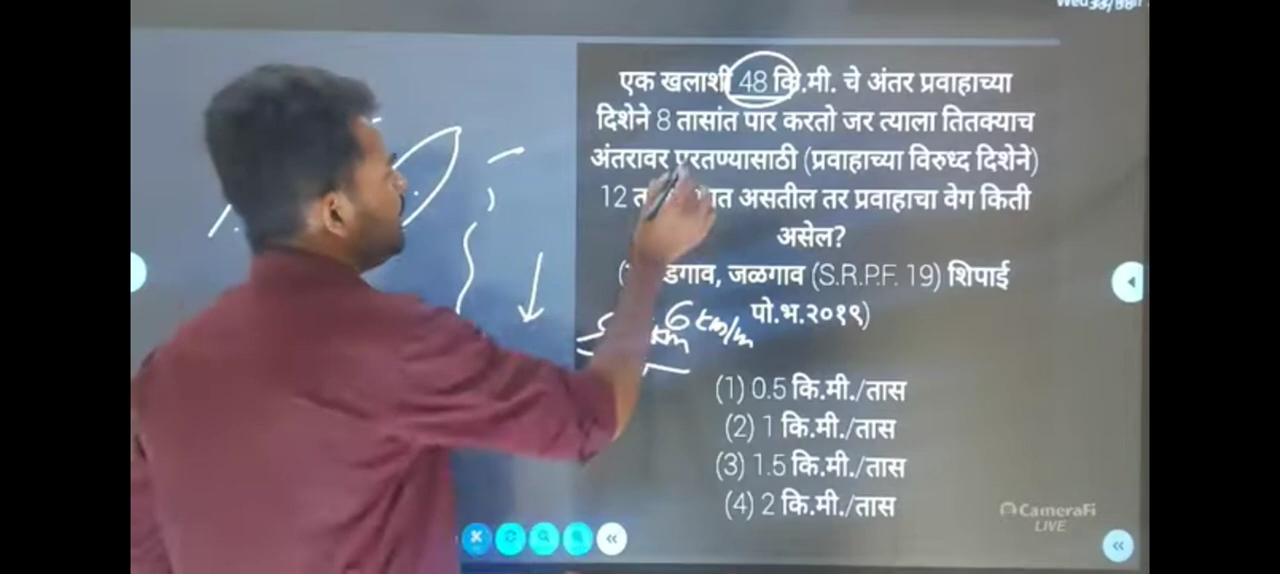 एक खलाशी 48 कि.मी. चे अंतर प्रवाहाच्या
दिशेने 8 तासांत पार करतो जर त्याला तितक्याच
अंतरावर परतण्यासाठी (प्रवाहाच्या विरुध्द दिशेने)
12 असतील तर प्रवाहाचा वेग किती
असेल?
जळगाव (S.R.P.F. 19) शिपाई
6 km/m पो.भ.२०१९)
km
(1) 0.5 कि.मी./तास
(2) 1 कि.मी./तास
(3) 1.5 कि.मी./तास
(4) 2 कि.मी./तास
CameraFi
LIVE